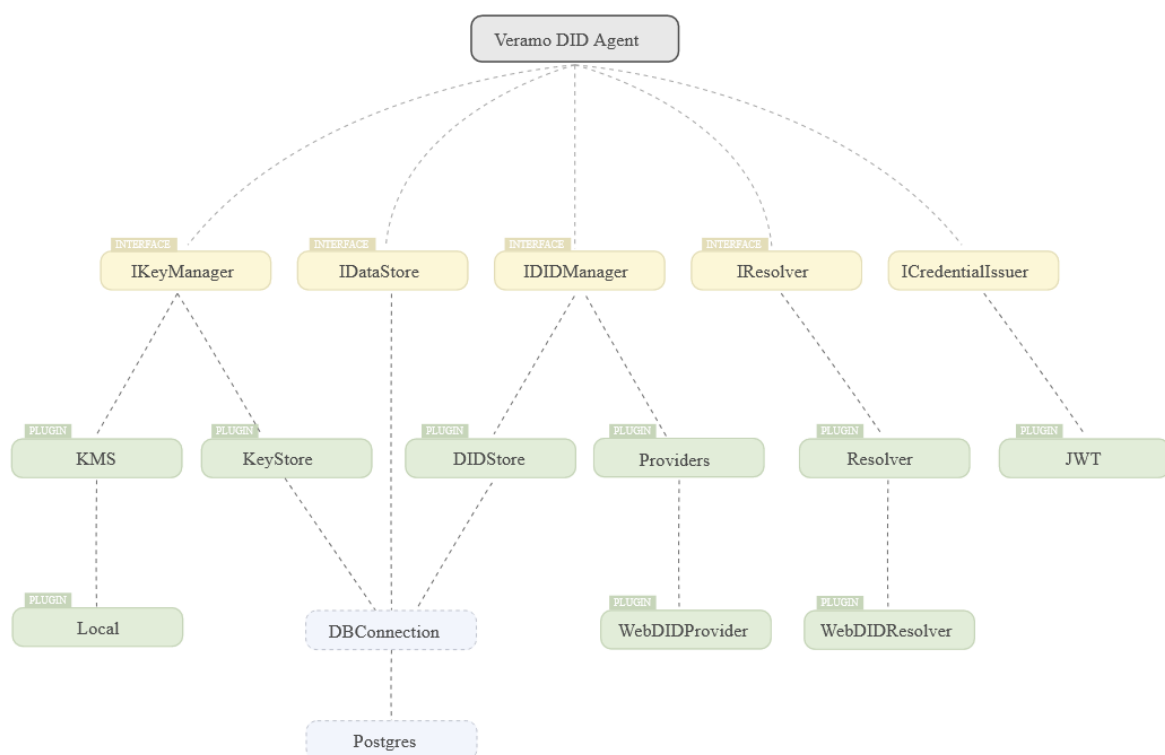 Veramo DID Agent
INTERFACE
INTERFACE
INTERFACE
INTERFACE
IKeyManager
IDataStore
IDIDManager
IResolver
ICredentialIssuer
PLUGIN
PLUGIN
PLUGIN
PLUGIN
PLUGIN
PLUGIN
KMS
KeyStore
DIDStore
Providers
Resolver
JWT
PLUGIN
PLUGIN
PLUGIN
Local
DBConnection
WebDIDProvider
WebDIDResolver
Postgres